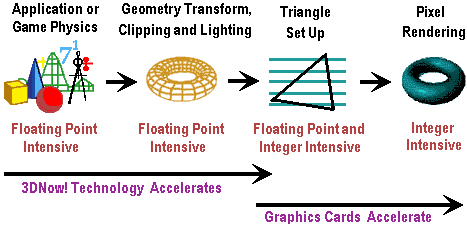 Application or
Game Physics
Geometry Transform,
Clipping and Lighting
Triangle
Set Up
Pixel
Rendering
7¹
Floating Point
Intensive
Floating Point
Intensive
Floating Point and
Integer Intensive
Integer
Intensive
3DNow! Technology Accelerates
Graphics Cards Accelerate